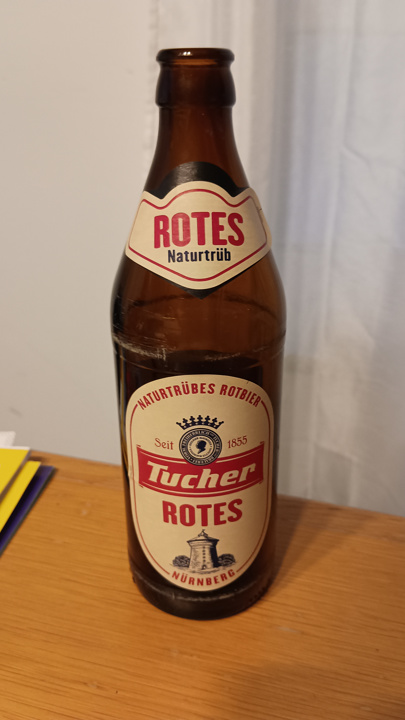 ROTES
Naturtrüb
NATURTRÜBES ROTBIER
Seit 1855
Tucher
ROTES
NÜRNBERG